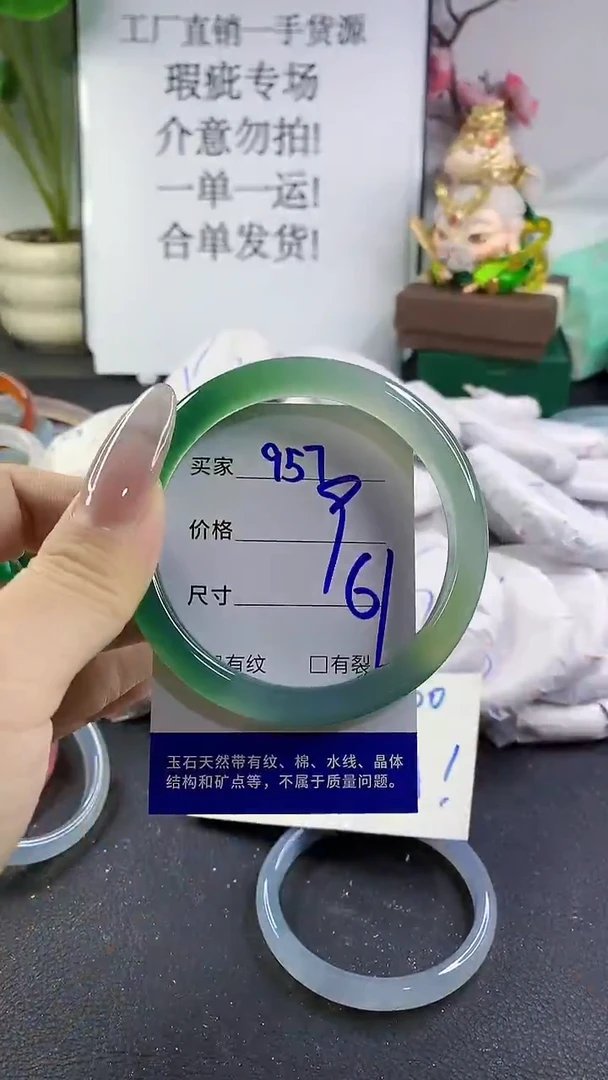 工厂直销一手货源
瑕疵专场
介意勿拍!
一单一运!
合单发货!
买家 957
价格 9
尺寸 61
有纹 □有裂
玉石天然带有纹、棉、水线、晶体
结构和矿点等，不属于质量问题。
00
!